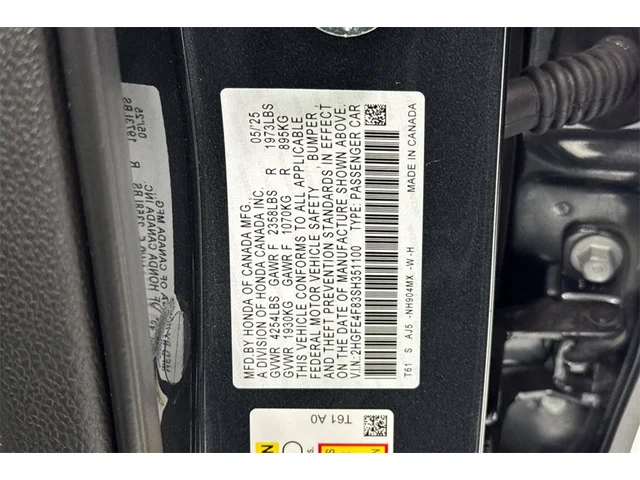 MFD.BY HONDA OF CANADA MFG., 05/'25
A DIVISION OF HONDA CANADA INC.
GVWR 4254LBS GAWR F 2358LBS R 1973LBS
GVWR 1930KG GAWR F 1070KG R 895KG
THIS VEHICLE CONFORMS TO ALL APPLICABLE
FEDERAL MOTOR VEHICLE SAFETY, BUMPER,
AND THEFT PREVENTION STANDARDS IN EFFECT
ON THE DATE OF MANUFACTURE SHOWN ABOVE.
V.I.N.:2HGFE4F83SH351100 TYPE: PASSENGER CAR
T61 S AJ5 -NH904MX -W-H MADE IN CANADA
T61 A0